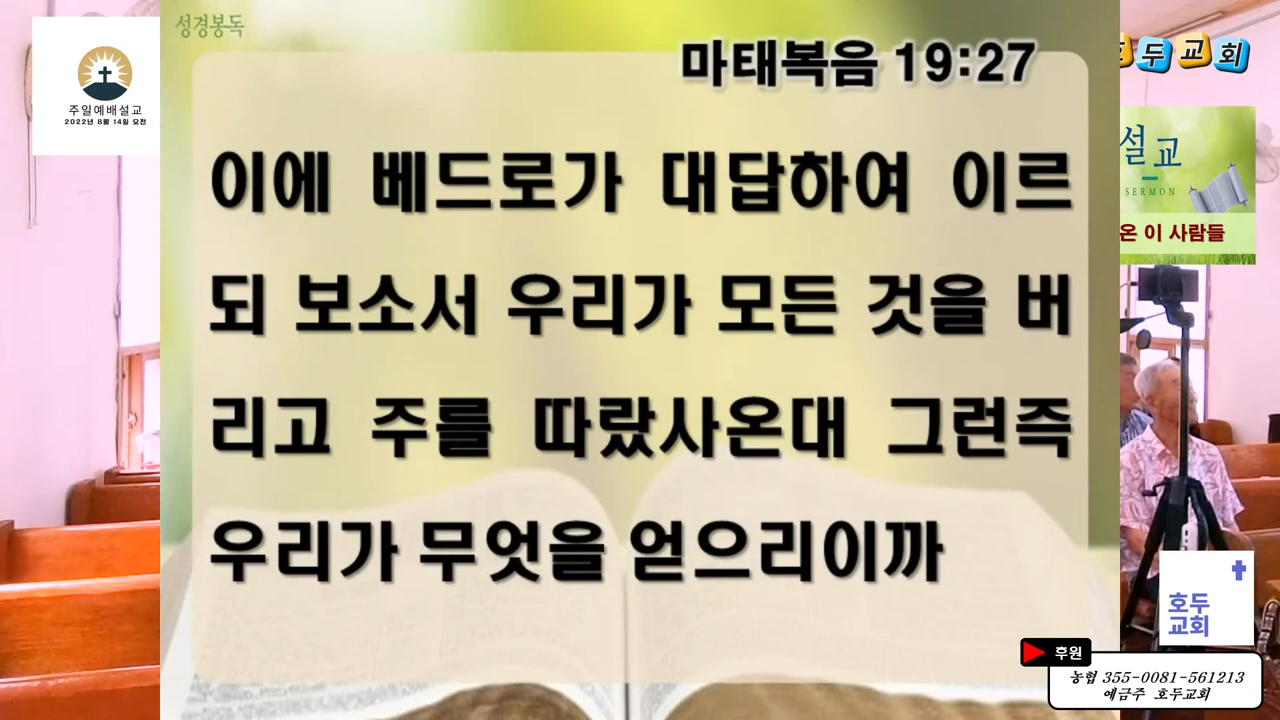 성경봉독
마태복음 19:27
이에 베드로가 대답하여 이르
되 보소서 우리가 모든 것을 버
리고 주를 따랐사온대 그런즉
우리가 무엇을 얻으리이까
주일예배설교
2022년 8월 14일 오전
호두교회
설교
SERMON
온 이 사람들
호두
교회
후원
농협 355-0081-561213
예금주 호두교회